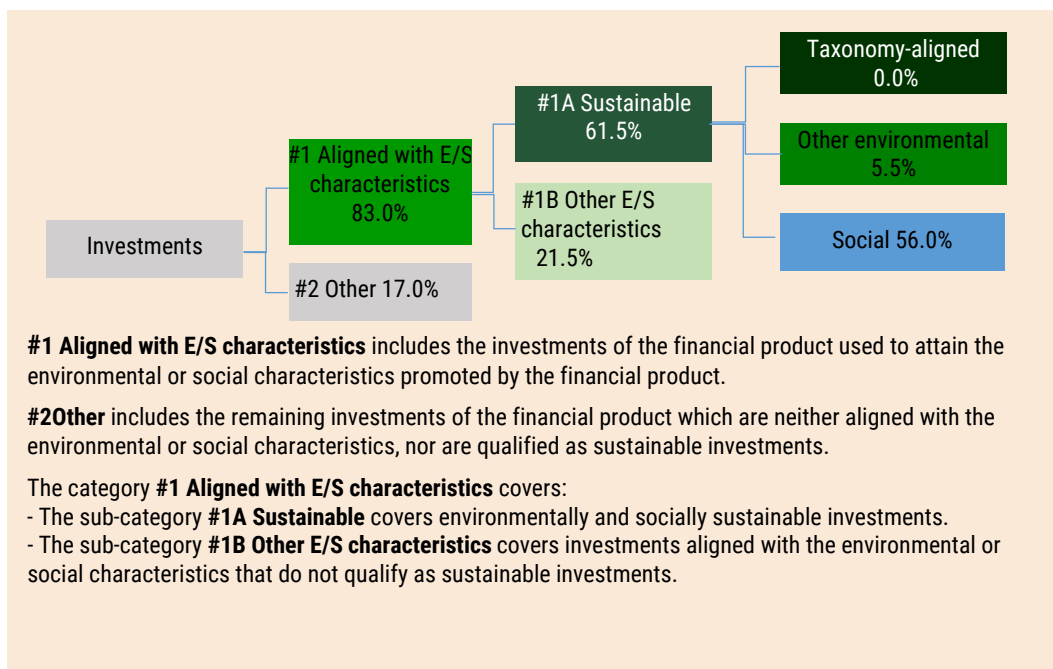 Investments
#1 Aligned with E/S
characteristics
83.0%
#2 Other 17.0%
#1A Sustainable
61.5%
#1B Other E/S
characteristics
21.5%
Taxonomy-aligned
0.0%
Other environmental
5.5%
Social 56.0%
#1 Aligned with E/S characteristics includes the investments of the financial product used to attain the
environmental or social characteristics promoted by the financial product.
#2Other includes the remaining investments of the financial product which are neither aligned with the
environmental or social characteristics, nor are qualified as sustainable investments.
The category #1 Aligned with E/S characteristics covers:
- The sub-category #1A Sustainable covers environmentally and socially sustainable investments.
- The sub-category #1B Other E/S characteristics covers investments aligned with the environmental or
social characteristics that do not qualify as sustainable investments.